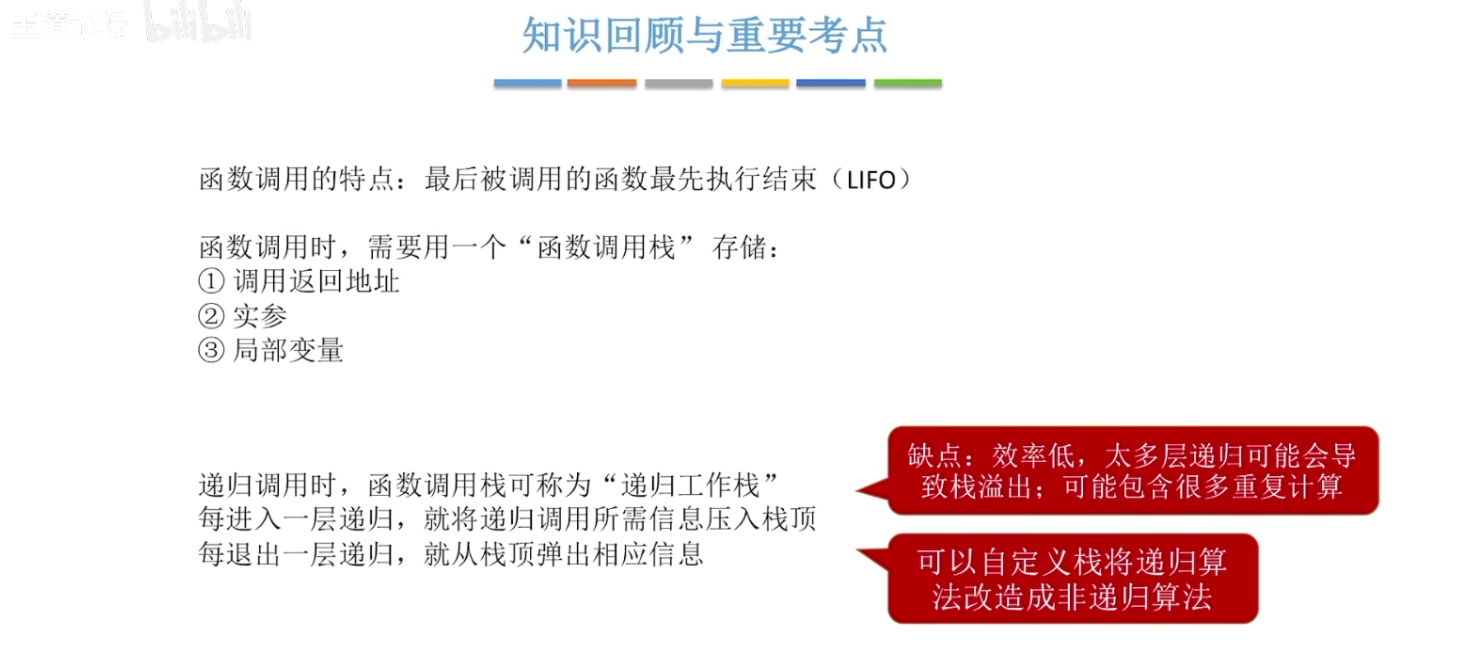 王道论坛 bilibili
知识回顾与重要考点
函数调用的特点：最后被调用的函数最先执行结束（LIFO）
函数调用时，需要用一个“函数调用栈” 存储：
① 调用返回地址
② 实参
③ 局部变量
递归调用时，函数调用栈可称为“递归工作栈”
每进入一层递归，就将递归调用所需信息压入栈顶
每退出一层递归，就从栈顶弹出相应信息
缺点：效率低，太多层递归可能会导
致栈溢出；可能包含很多重复计算
可以自定义栈将递归算
法改造成非递归算法